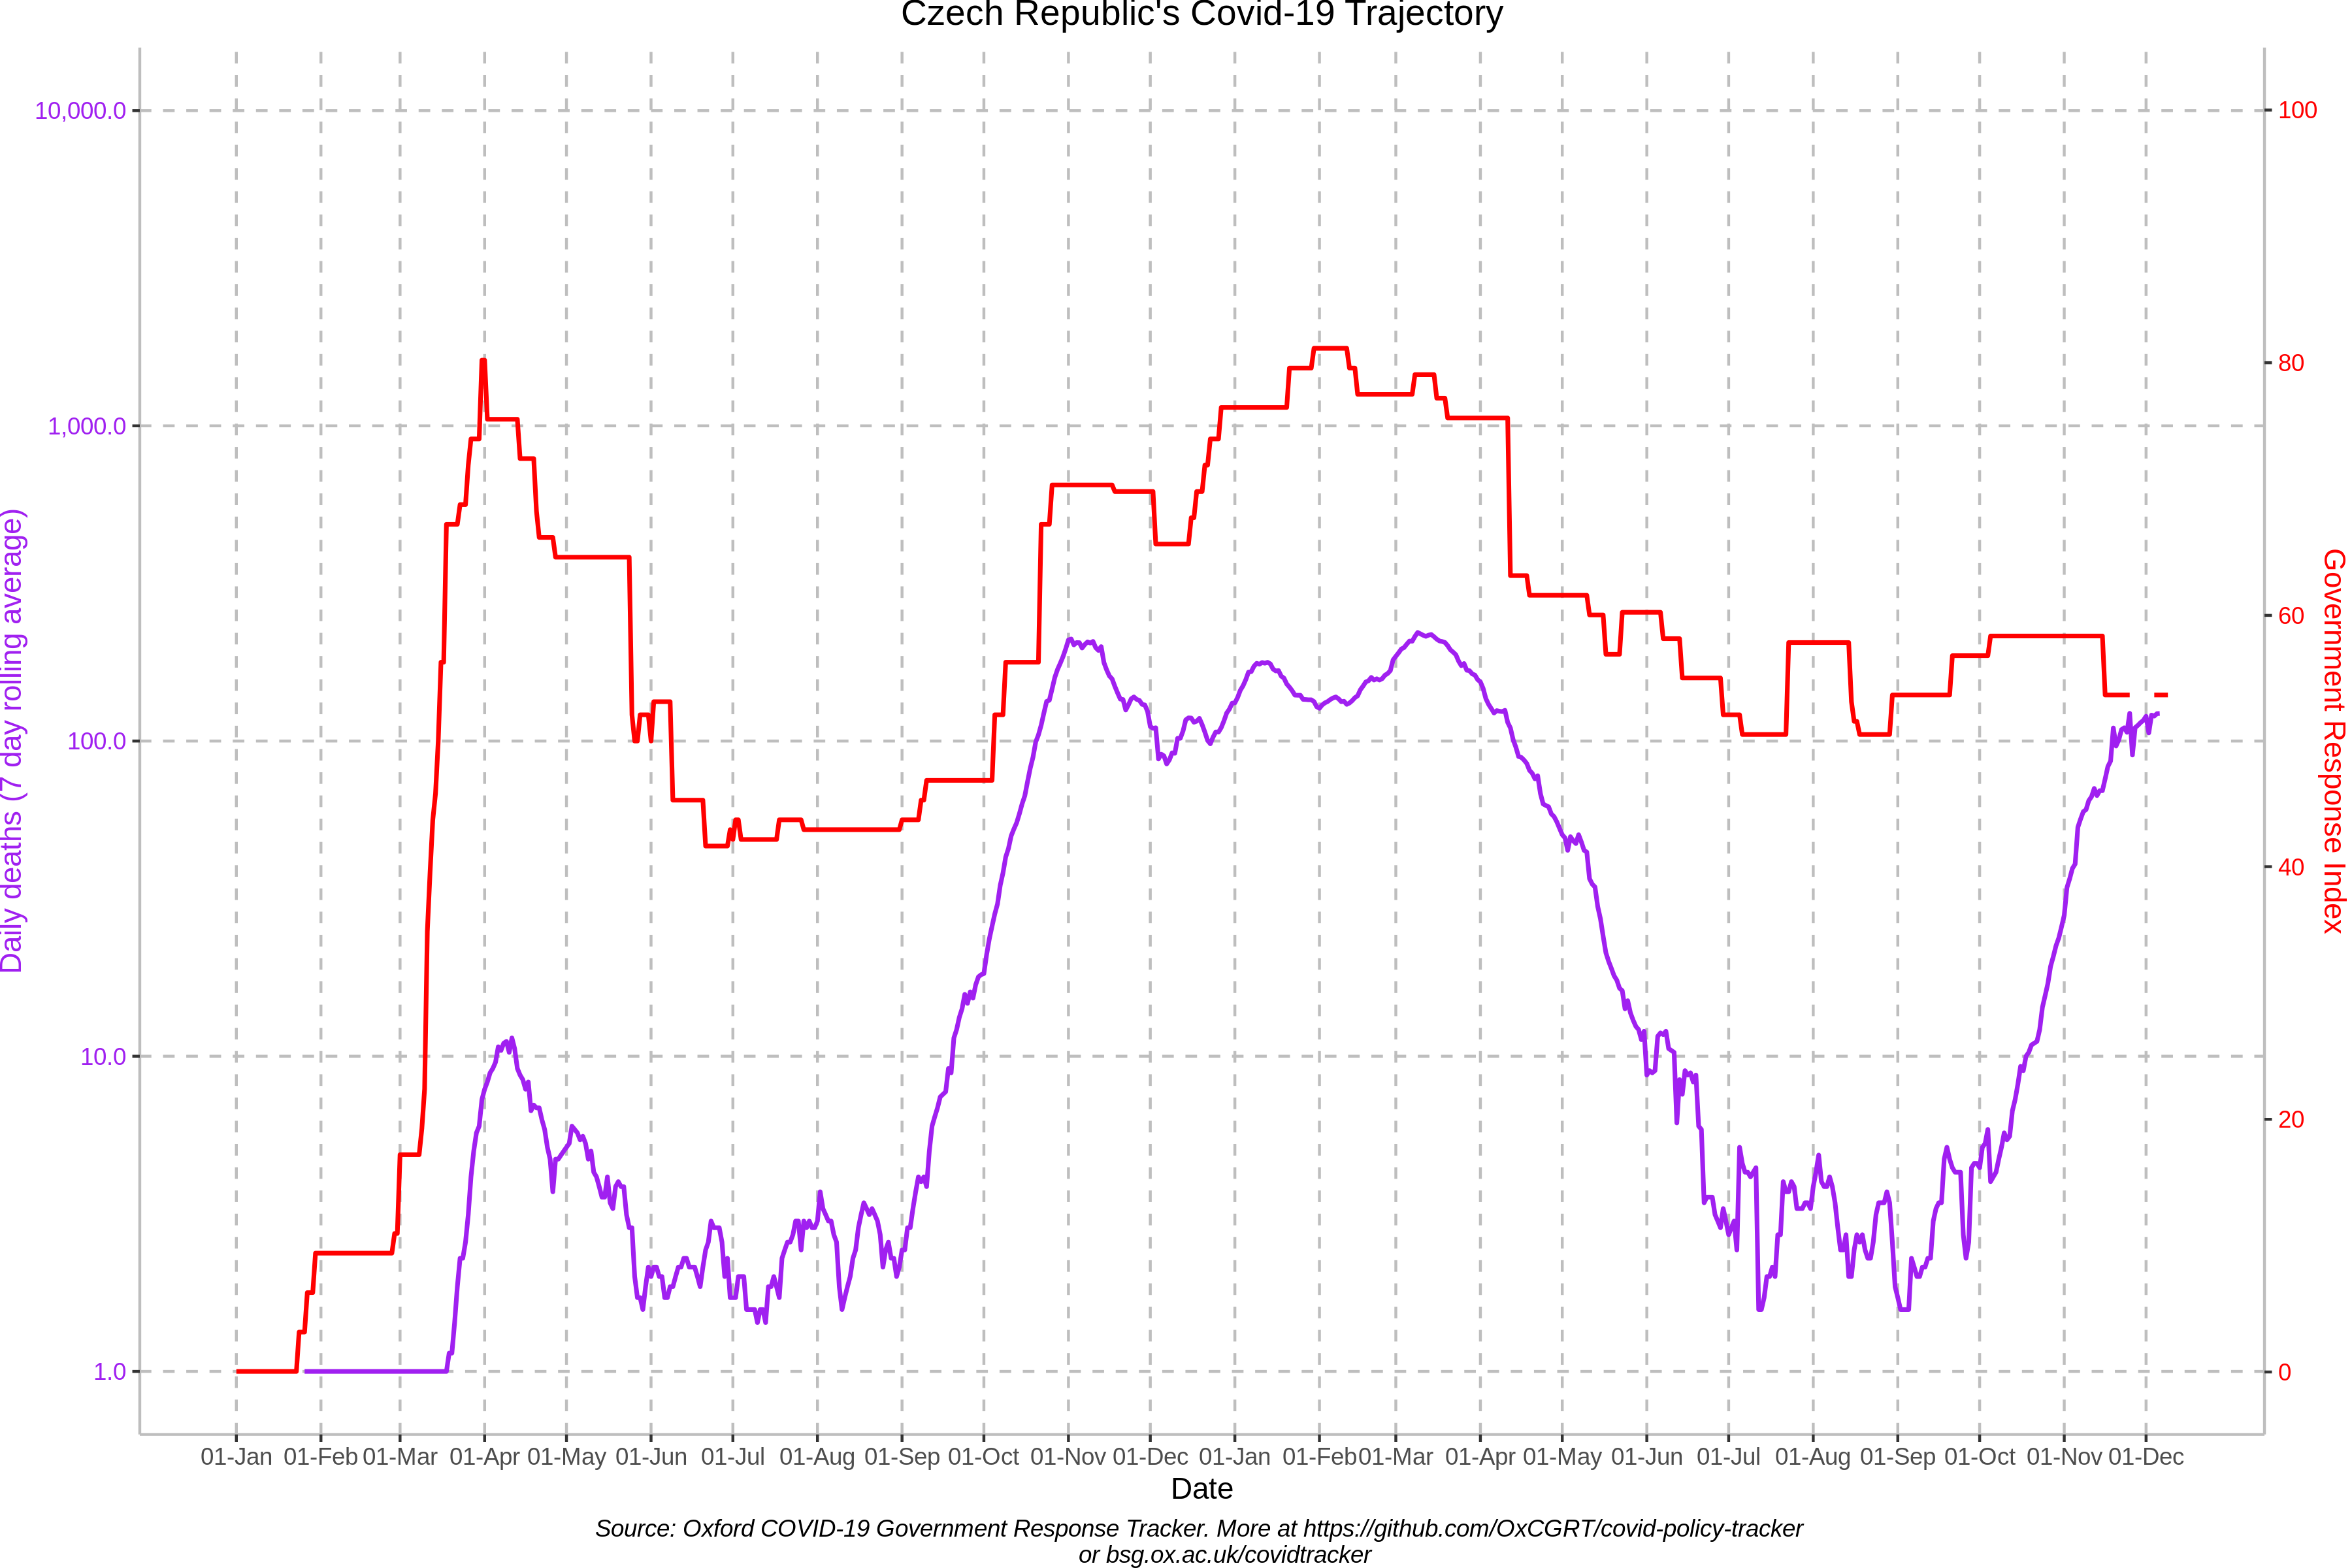 Czech Republic's Covid-19 Trajectory
10,000.0
1,000.0
100.0
10.0
1.0
Daily deaths (7 day rolling average)
100
80
60
40
20
0
Government Response Index
01-Jan 01-Feb 01-Mar 01-Apr 01-May 01-Jun 01-Jul 01-Aug 01-Sep 01-Oct 01-Nov 01-Dec 01-Jan 01-Feb 01-Mar 01-Apr 01-May 01-Jun 01-Jul 01-Aug 01-Sep 01-Oct 01-Nov 01-Dec
Date
Source: Oxford COVID-19 Government Response Tracker. More at https://github.com/OxCGRT/covid-policy-tracker
or bsg.ox.ac.uk/covidtracker